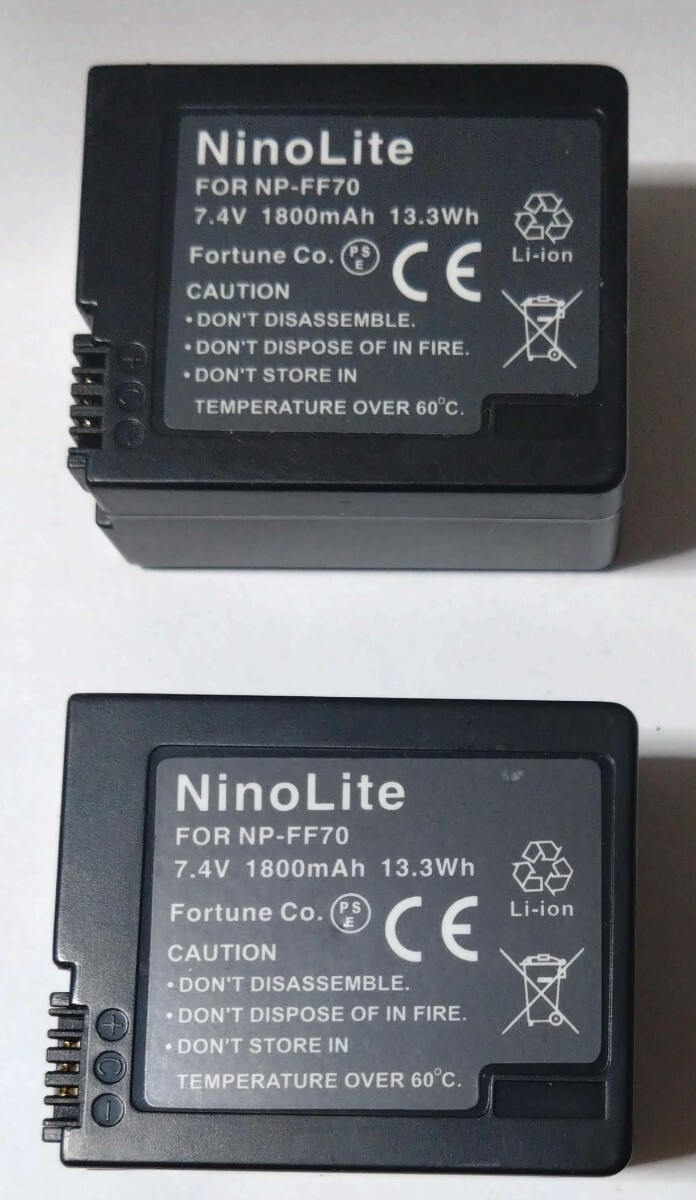 NinoLite
FOR NP-FF70
7.4V 1800mAh 13.3Wh
Fortune Co. PSE CE
Li-ion
CAUTION
•DON'T DISASSEMBLE.
•DON'T DISPOSE OF IN FIRE.
•DON'T STORE IN
TEMPERATURE OVER 60°C.
+
C
-
NinoLite
FOR NP-FF70
7.4V 1800mAh 13.3Wh
Fortune Co. PSE CE
Li-ion
CAUTION
•DON'T DISASSEMBLE.
•DON'T DISPOSE OF IN FIRE.
•DON'T STORE IN
TEMPERATURE OVER 60°C.
+
C
-